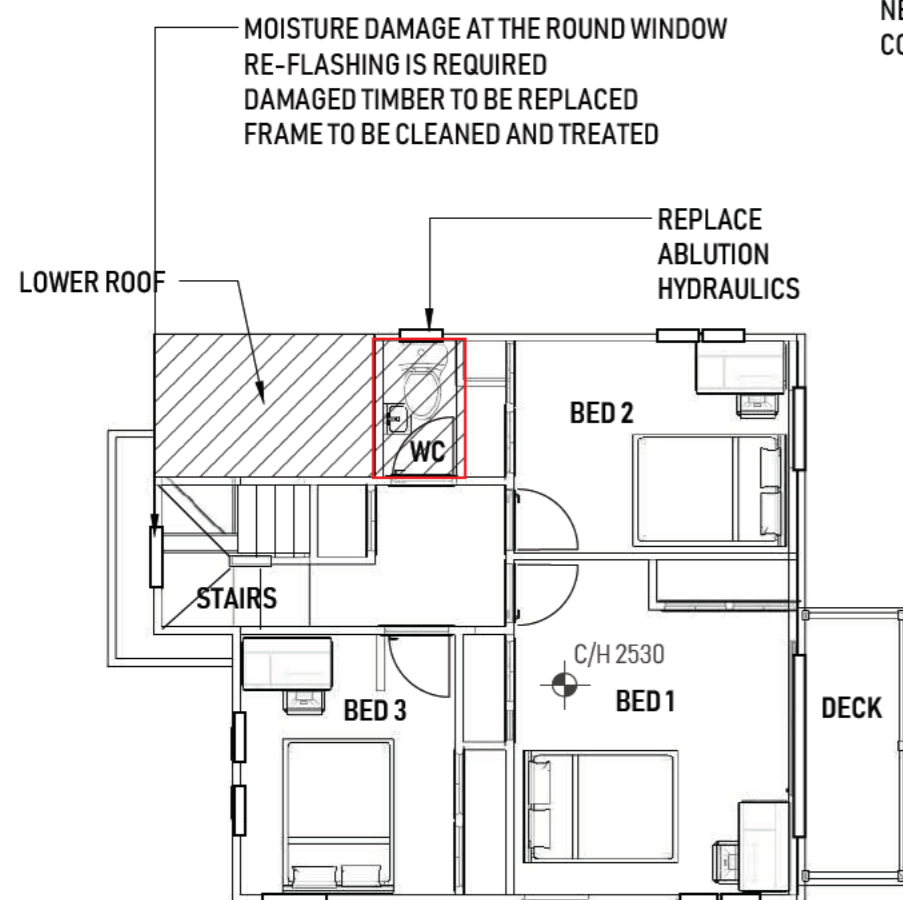 MOISTURE DAMAGE AT THE ROUND WINDOW
RE-FLASHING IS REQUIRED
DAMAGED TIMBER TO BE REPLACED
FRAME TO BE CLEANED AND TREATED
REPLACE
ABLUTION
HYDRAULICS
LOWER ROOF
BED 2
WC
STAIRS
C/H 2530
BED 3
BED 1
DECK